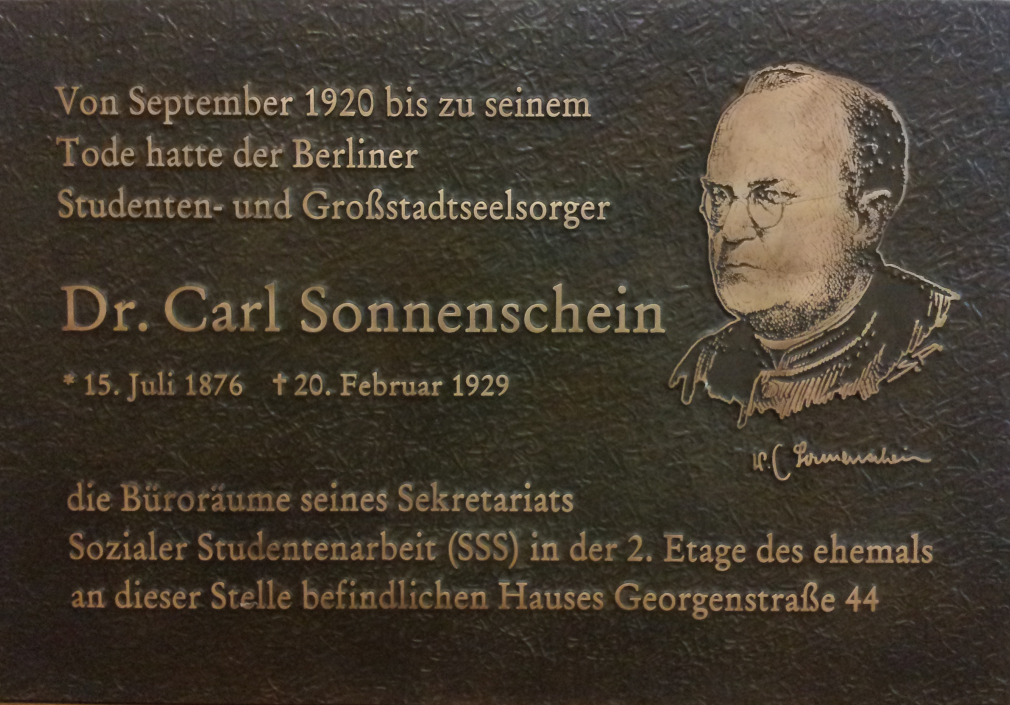 Von September 1920 bis zu seinem
Tode hatte der Berliner
Studenten- und Großstadtseelsorger
Dr. Carl Sonnenschein
* 15. Juli 1876 † 20. Februar 1929
C Sonnenschein
die Büroräume seines Sekretariats
Sozialer Studentenarbeit (SSS) in der 2. Etage des ehemals
an dieser Stelle befindlichen Hauses Georgenstraße 44